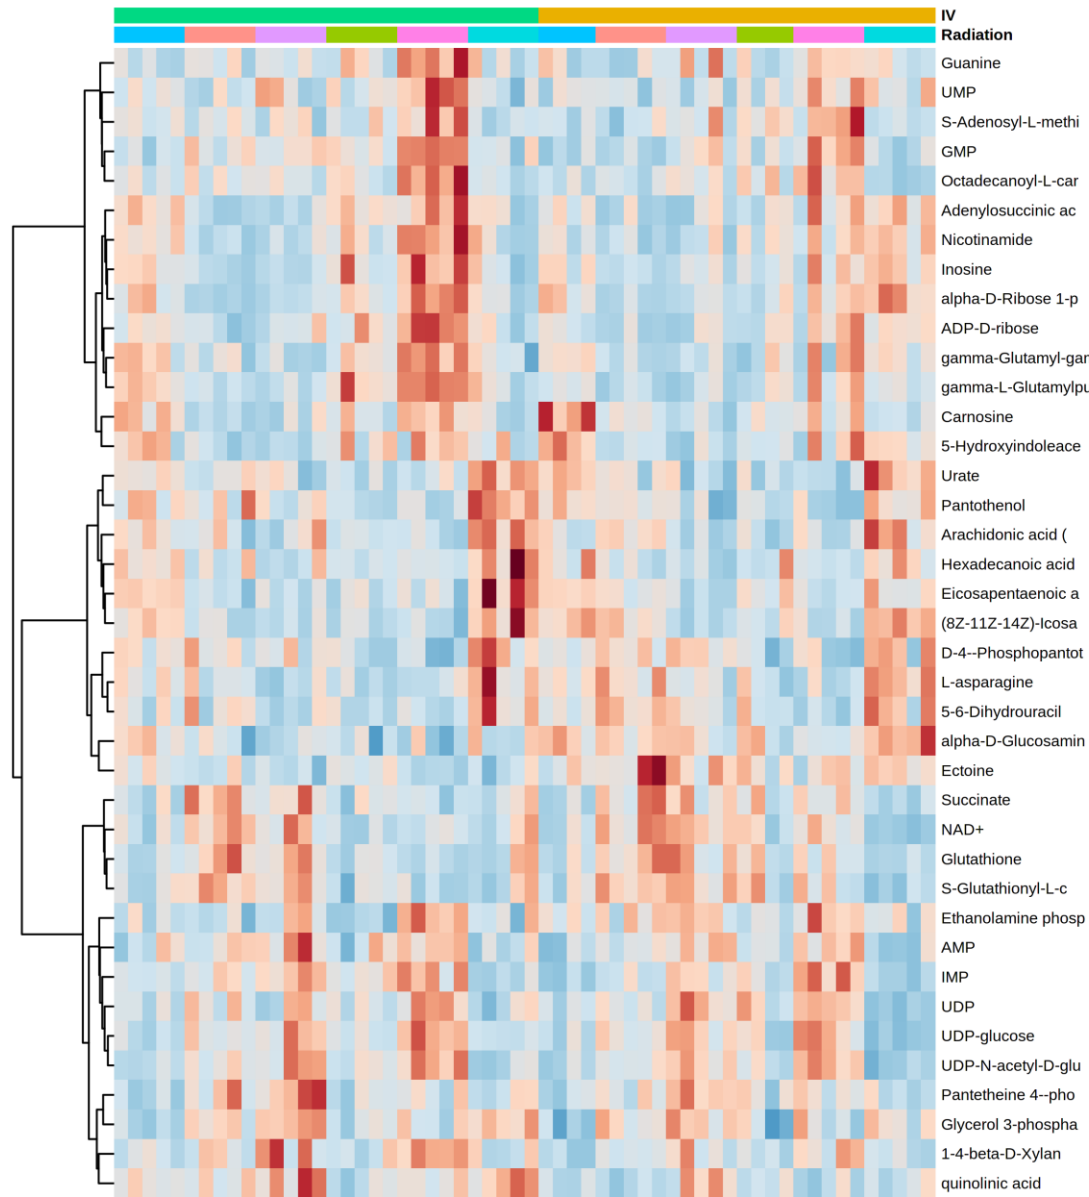 IV
Radiation
Guanine
UMP
S-Adenosyl-L-methi
GMP
Octadecanoyl-L-car
Adenylosuccinic ac
Nicotinamide
Inosine
alpha-D-Ribose 1-p
ADP-D-ribose
gamma-Glutamyl-gar
gamma-L-Glutamylpu
Carnosine
5-Hydroxyindoleace
Urate
Pantothenol
Arachidonic acid (
Hexadecanoic acid
Eicosapentaenoic a
(8Z-11Z-14Z)-Icosa
D-4--Phosphopantot
L-asparagine
5-6-Dihydrouracil
alpha-D-Glucosamin
Ectoine
Succinate
NAD+
Glutathione
S-Glutathionyl-L-c
Ethanolamine phosp
AMP
IMP
UDP
UDP-glucose
UDP-N-acetyl-D-glu
Pantetheine 4--pho
Glycerol 3-phospha
1-4-beta-D-Xylan
quinolinic acid